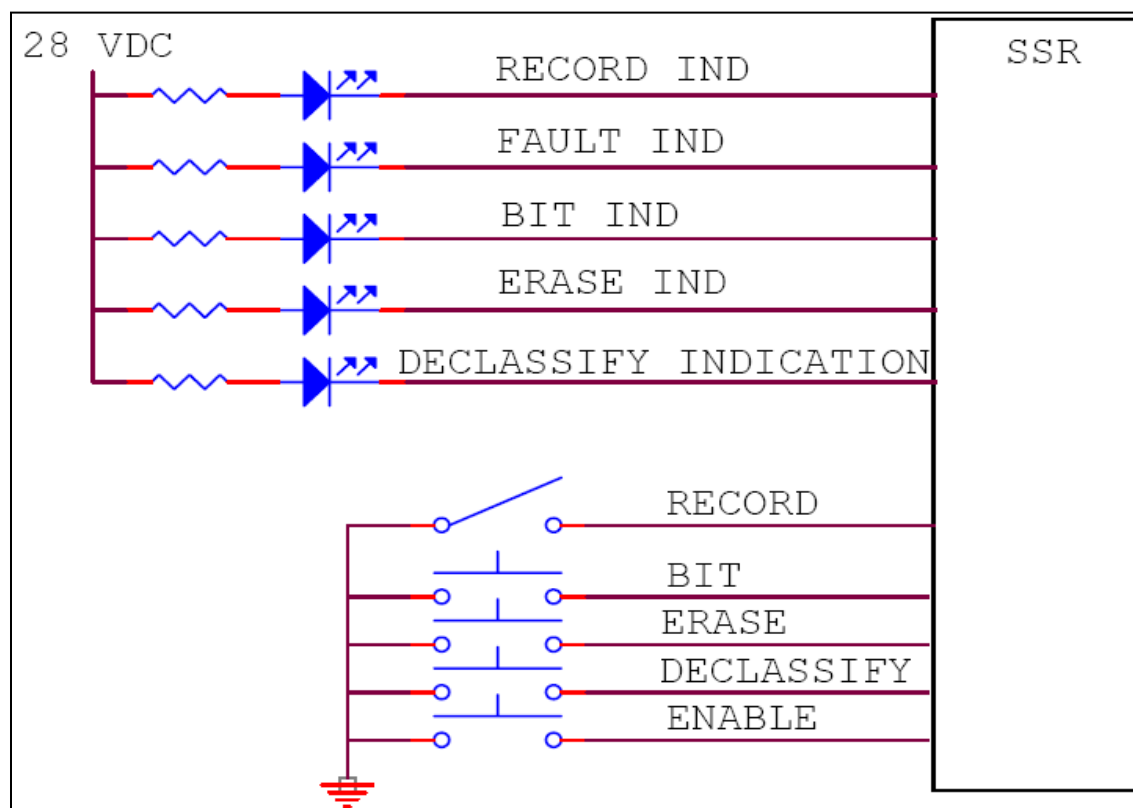 28 VDC
SSR
RECORD IND
FAULT IND
BIT IND
ERASE IND
DECLASSIFY INDICATION
RECORD
BIT
ERASE
DECLASSIFY
ENABLE